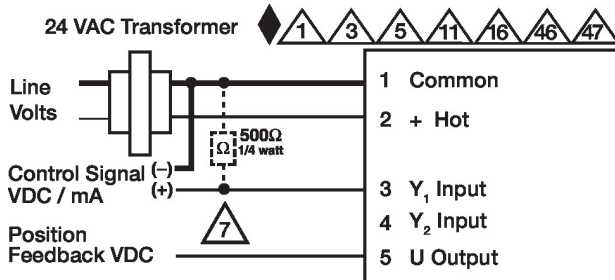 24 VAC Transformer
1 3 5 11 16 46 47
Line
Volts
1 Common
2 + Hot
500Ω
1/4 watt
Ω
Control Signal (–)
VDC / mA (+)
3 Y₁ Input
7
4 Y₂ Input
Position
Feedback VDC
5 U Output